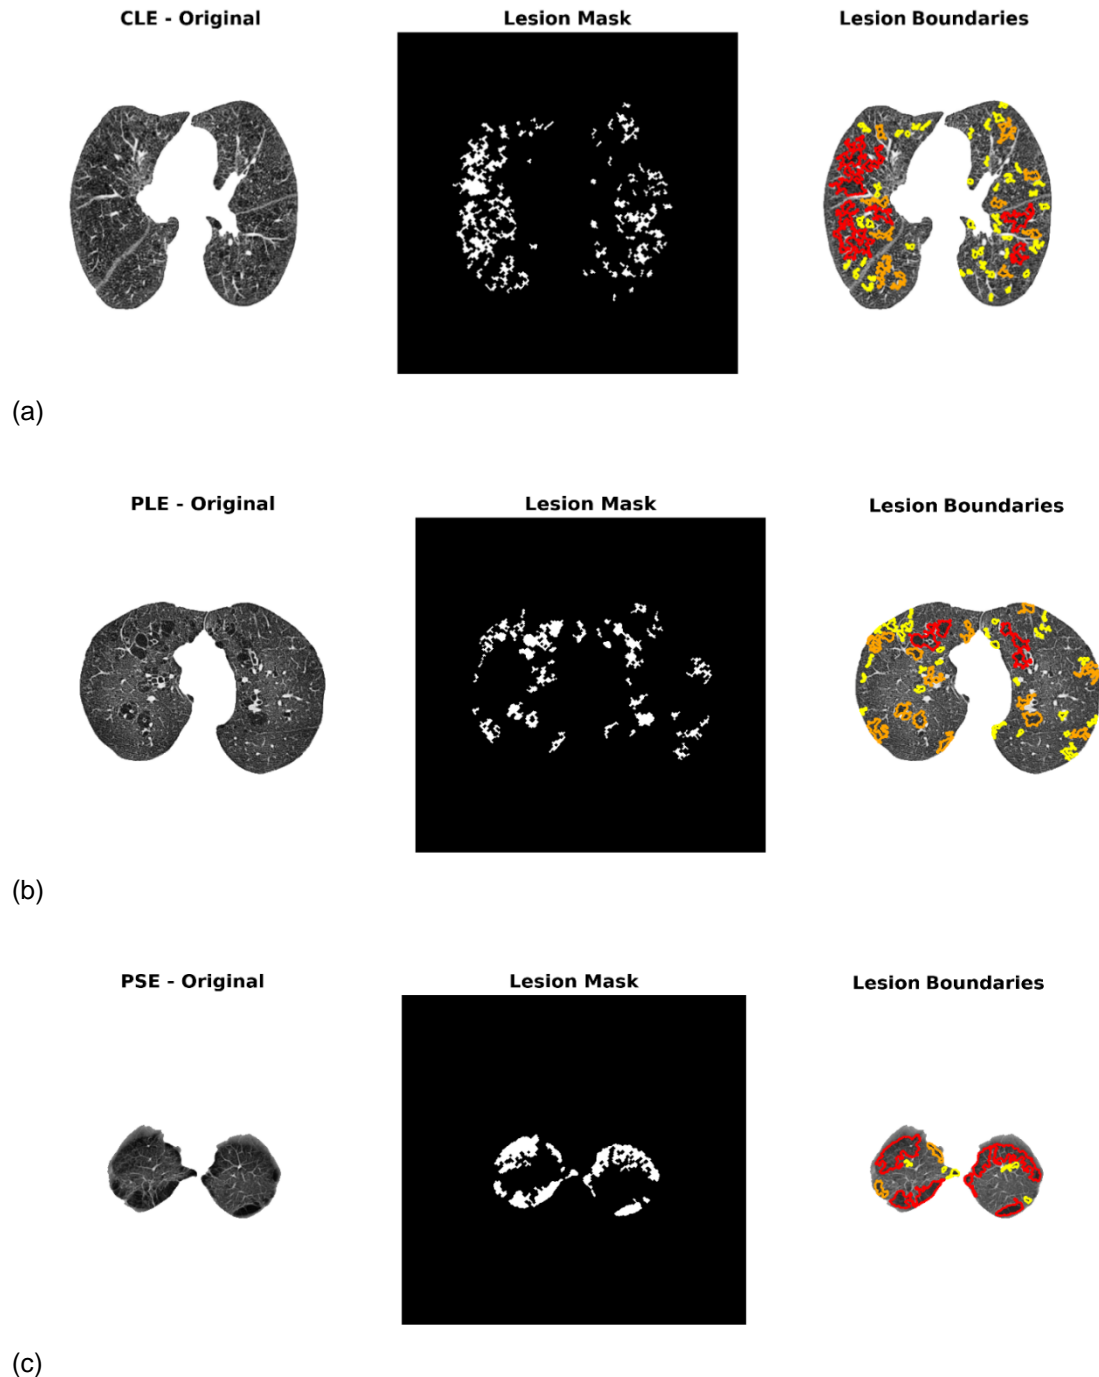 CLE - Original Lesion Mask Lesion Boundaries
(a)
PLE - Original Lesion Mask Lesion Boundaries
(b)
PSE - Original Lesion Mask Lesion Boundaries
(c)